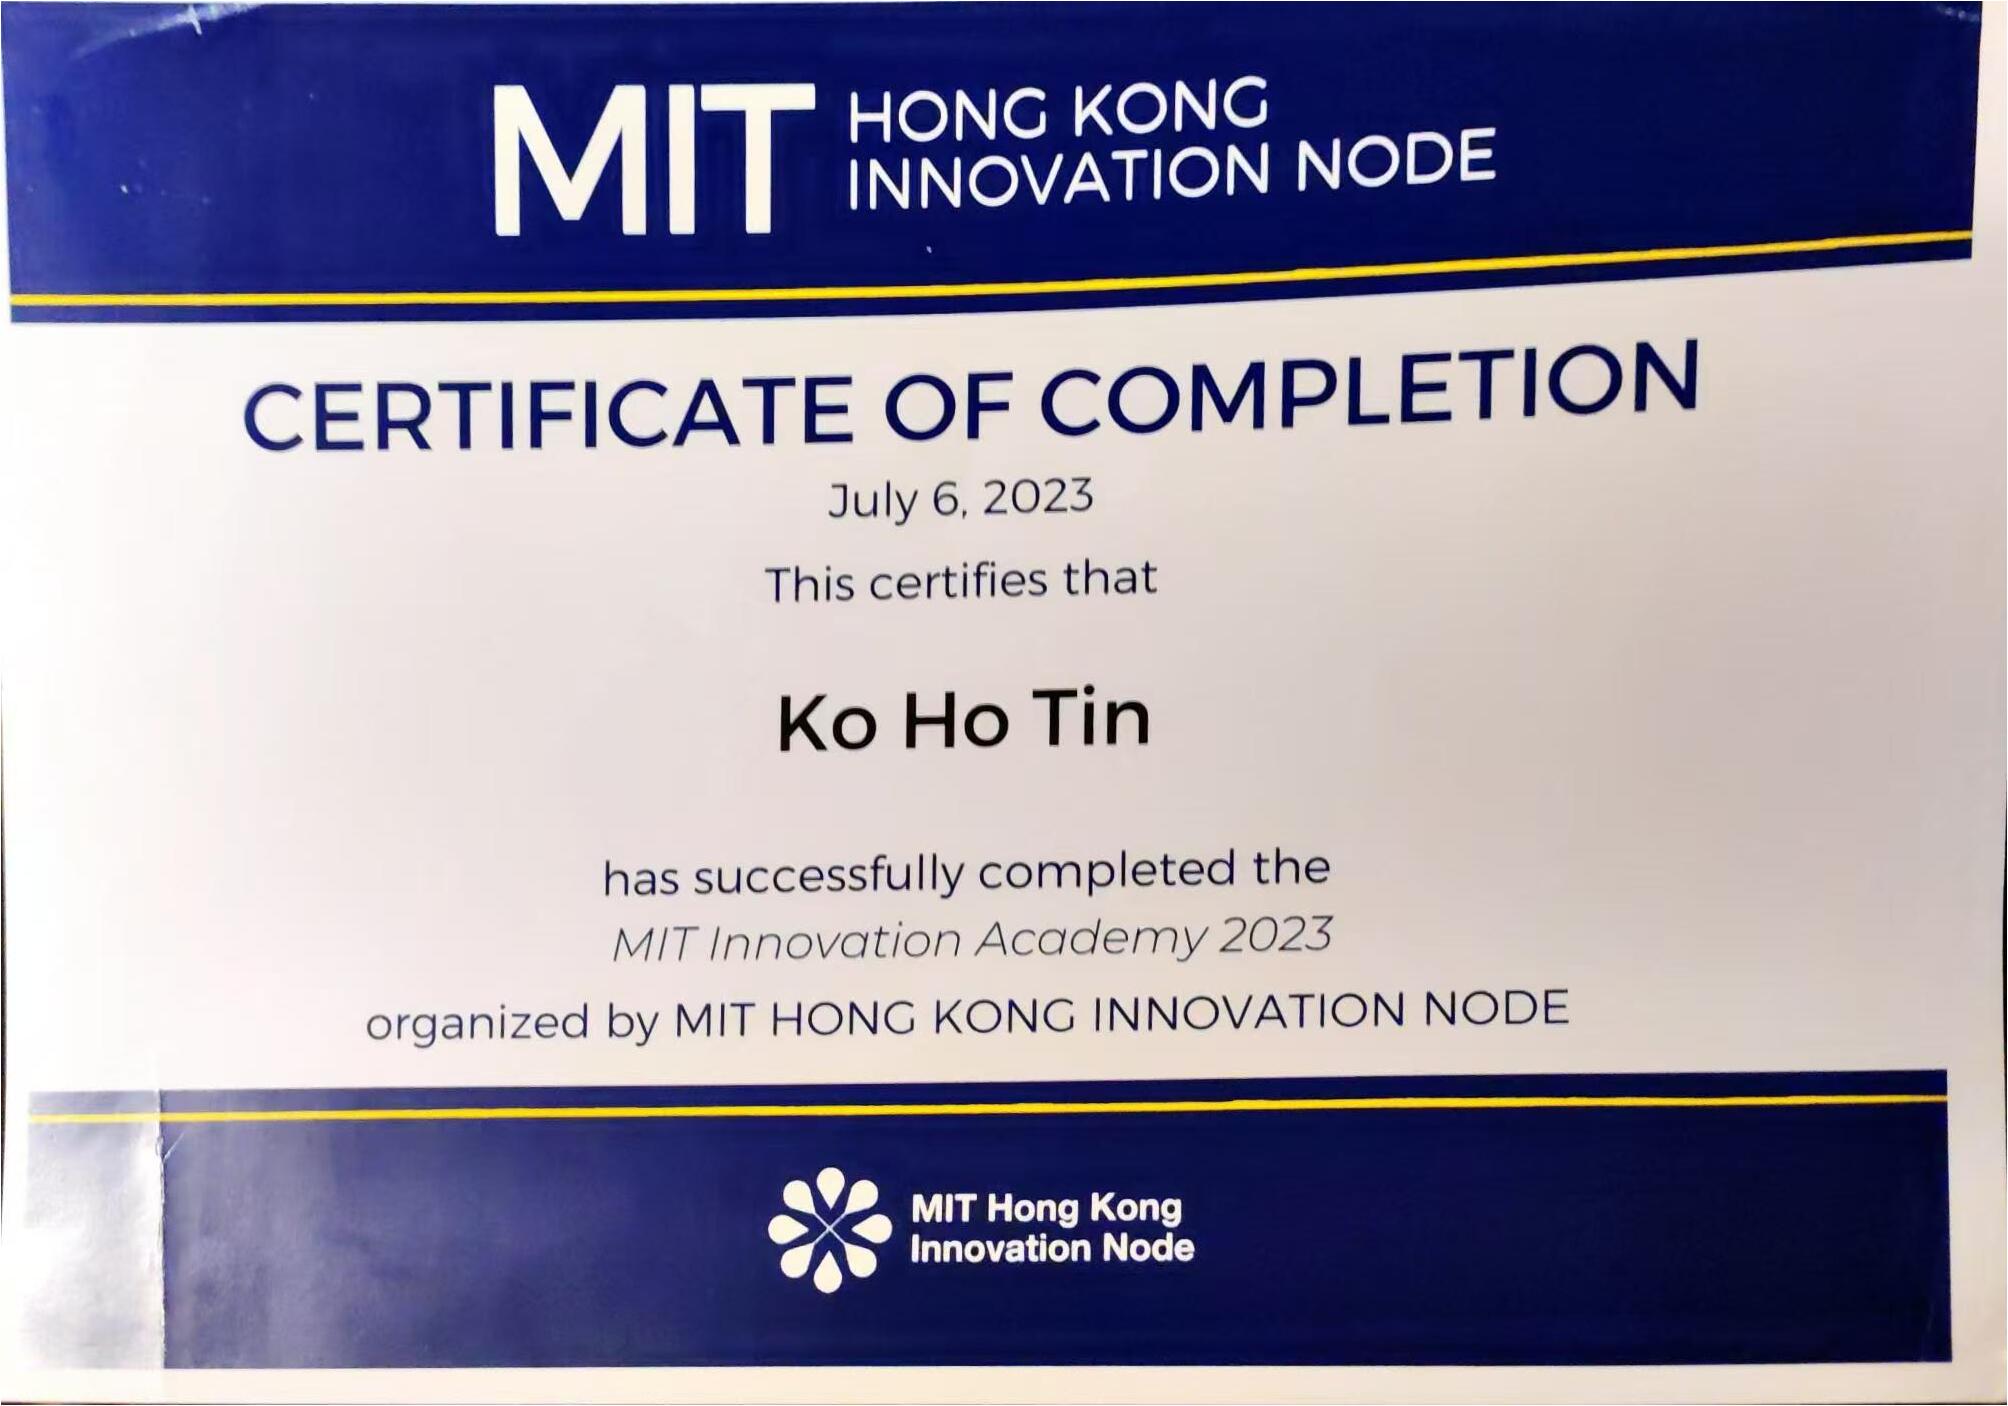 MIT HONG KONG
INNOVATION NODE
CERTIFICATE OF COMPLETION
July 6, 2023
This certifies that
Ko Ho Tin
has successfully completed the
MIT Innovation Academy 2023
organized by MIT HONG KONG INNOVATION NODE
MIT Hong Kong
Innovation Node